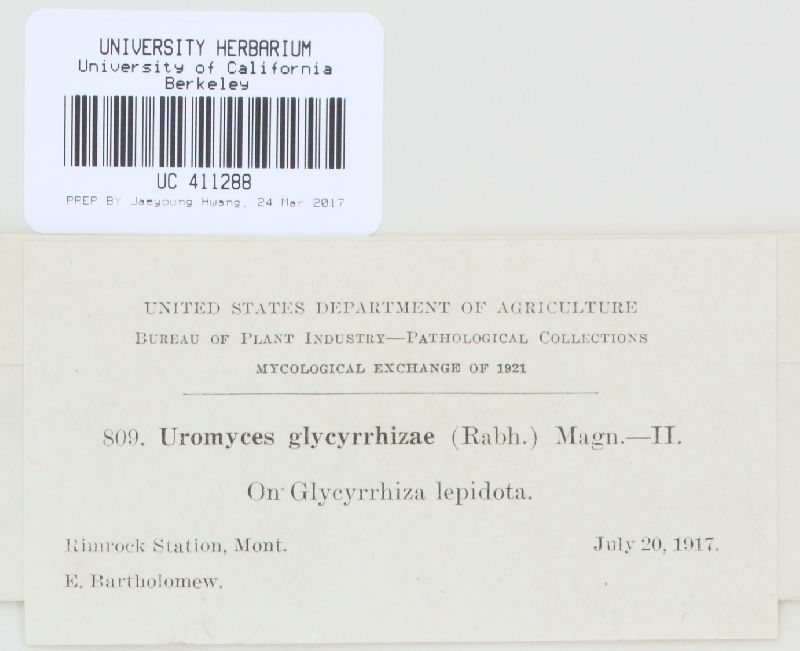 UNIVERSITY HERBARIUM
University of California
Berkeley
UC 411288
PREP BY Jaeyoung Hwang, 24 Mar 2017
UNITED STATES DEPARTMENT OF AGRICULTURE
BUREAU OF PLANT INDUSTRY—PATHOLOGICAL COLLECTIONS
MYCOLOGICAL EXCHANGE OF 1921
809. Uromyces glycyrrhizae (Rabh.) Magn.—II.
On Glycyrrhiza lepidota.
Rimrock Station, Mont. July 20, 1917.
E. Bartholomew.